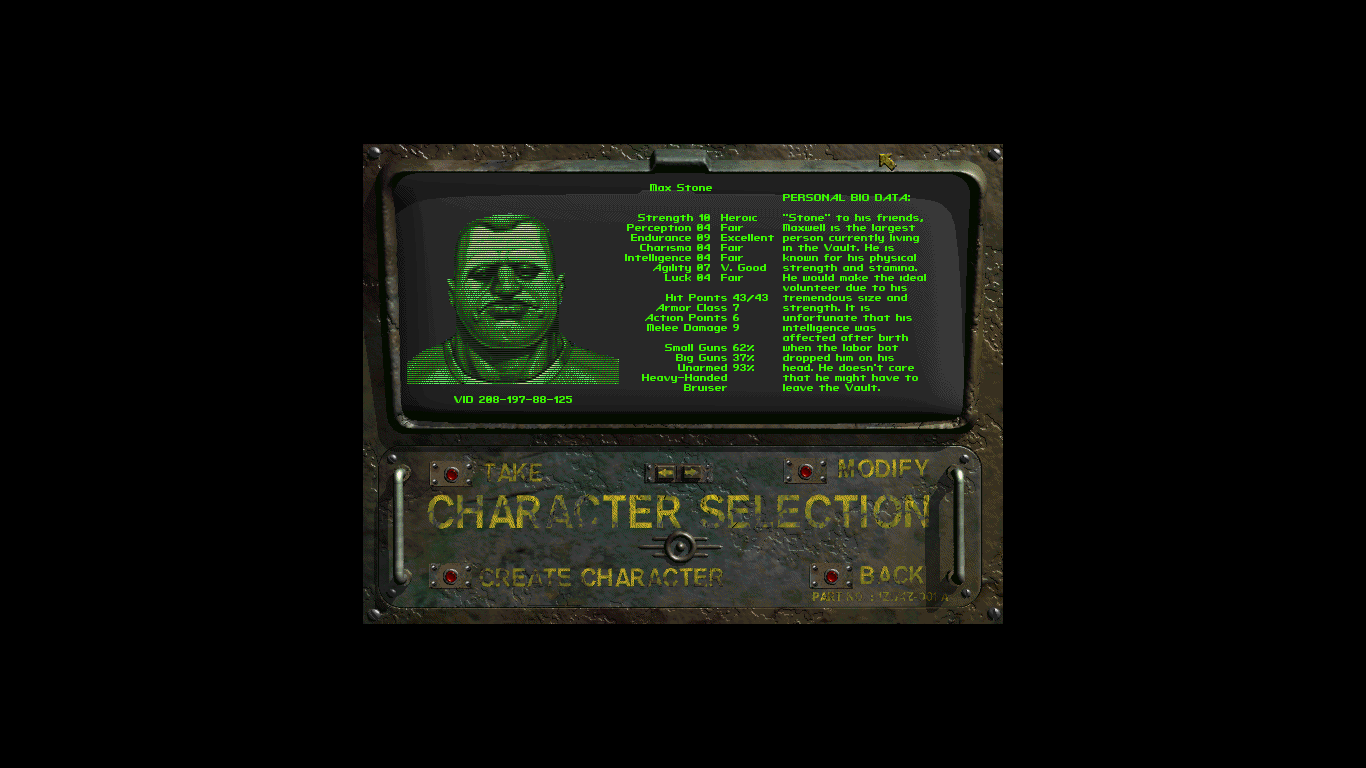 Max Stone
Strength 10 Heroic
Perception 04 Fair
Endurance 09 Excellent
Charisma 04 Fair
Intelligence 04 Fair
Agility 07 V. Good
Luck 04 Fair
Hit Points 43/43
Armor Class 7
Action Points 6
Melee Damage 9
Small Guns 62%
Big Guns 37%
Unarmed 93%
Heavy-Handed
Bruiser
PERSONAL BIO DATA:
"Stone" to his friends,
Maxwell is the largest
person currently living
in the Vault. He is
known for his physical
strength and stamina.
He would make the ideal
volunteer due to his
tremendous size and
strength. It is
unfortunate that his
intelligence was
affected after birth
when the labor bot
dropped him on his
head. He doesn't care
that he might have to
leave the Vault.
VID 208-197-88-125
TAKE
MODIFY
CHARACTER SELECTION
CREATE CHARACTER
BACK
PART NO.